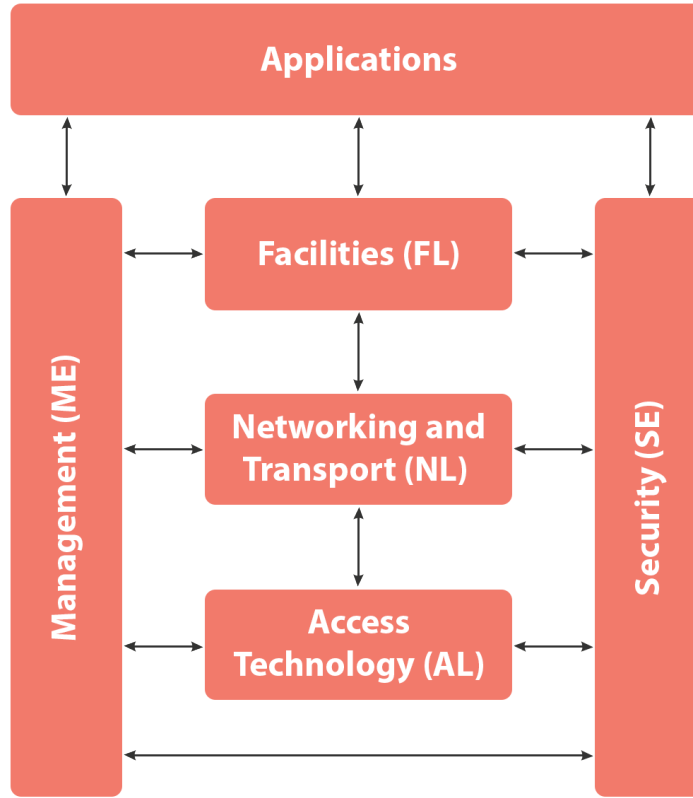 Applications
Facilities (FL)
Management (ME)
Networking and
Transport (NL)
Security (SE)
Access
Technology (AL)